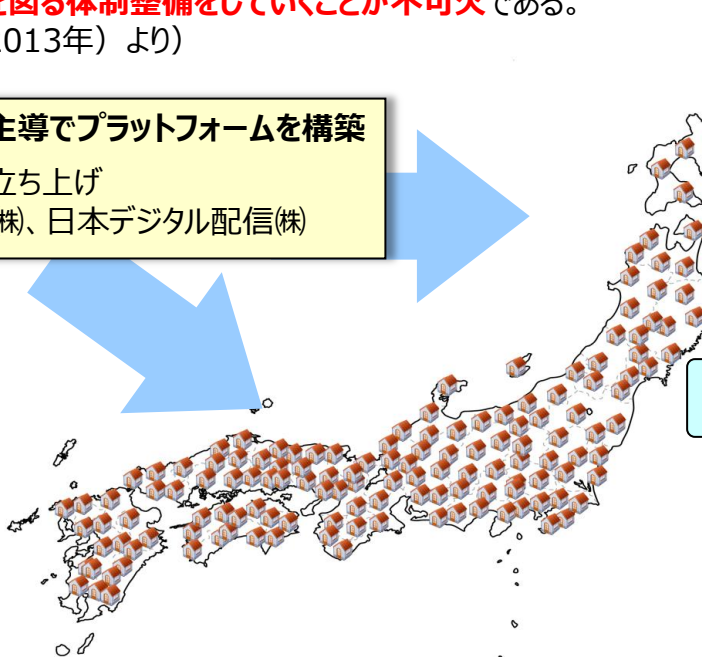 図る体制整備をしていくことが不可欠である。
2013年）より）
主導でプラットフォームを構築
立ち上げ
㈱、日本デジタル配信㈱